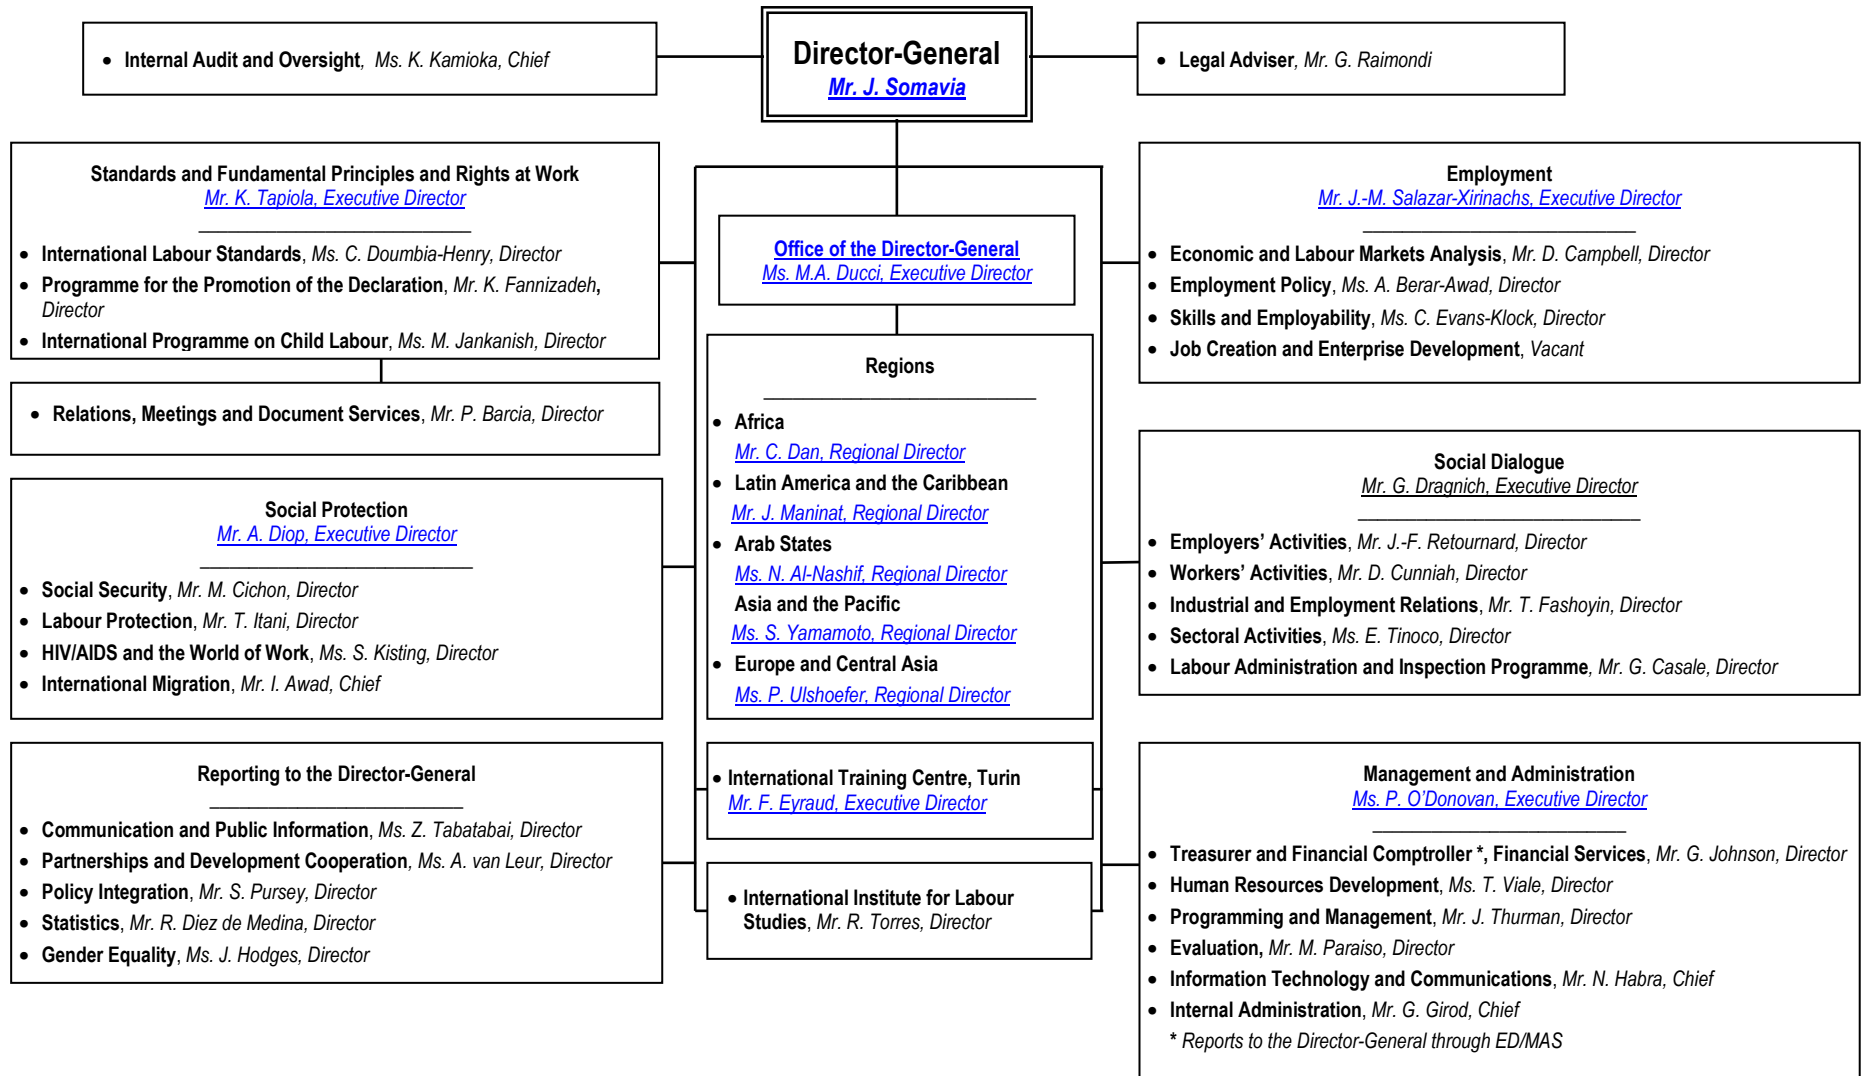 • Internal Audit and Oversight, Ms. K. Kamioka, Chief
Director-General
Mr. J. Somavia
• Legal Adviser, Mr. G. Raimondi
Standards and Fundamental Principles and Rights at Work
Mr. K. Tapiola, Executive Director
• International Labour Standards, Ms. C. Doumbia-Henry, Director
• Programme for the Promotion of the Declaration, Mr. K. Fannizadeh,
Director
• International Programme on Child Labour, Ms. M. Jankanish, Director
• Relations, Meetings and Document Services, Mr. P. Barcia, Director
Social Protection
Mr. A. Diop, Executive Director
• Social Security, Mr. M. Cichon, Director
• Labour Protection, Mr. T. Itani, Director
• HIV/AIDS and the World of Work, Ms. S. Kisting, Director
• International Migration, Mr. I. Awad, Chief
Reporting to the Director-General
• Communication and Public Information, Ms. Z. Tabatabai, Director
• Partnerships and Development Cooperation, Ms. A. van Leur, Director
• Policy Integration, Mr. S. Pursey, Director
• Statistics, Mr. R. Diez de Medina, Director
• Gender Equality, Ms. J. Hodges, Director
Office of the Director-General
Ms. M.A. Ducci, Executive Director
Regions
• Africa
Mr. C. Dan, Regional Director
• Latin America and the Caribbean
Mr. J. Maninat, Regional Director
• Arab States
Ms. N. Al-Nashif, Regional Director
Asia and the Pacific
Ms. S. Yamamoto, Regional Director
• Europe and Central Asia
Ms. P. Ulshoefer, Regional Director
• International Training Centre, Turin
Mr. F. Eyraud, Executive Director
• International Institute for Labour
Studies, Mr. R. Torres, Director
Employment
Mr. J.-M. Salazar-Xirinachs, Executive Director
• Economic and Labour Markets Analysis, Mr. D. Campbell, Director
• Employment Policy, Ms. A. Berar-Awad, Director
• Skills and Employability, Ms. C. Evans-Klock, Director
• Job Creation and Enterprise Development, Vacant
Social Dialogue
Mr. G. Dragnich, Executive Director
• Employers’ Activities, Mr. J.-F. Retournard, Director
• Workers’ Activities, Mr. D. Cunniah, Director
• Industrial and Employment Relations, Mr. T. Fashoyin, Director
• Sectoral Activities, Ms. E. Tinoco, Director
• Labour Administration and Inspection Programme, Mr. G. Casale, Director
Management and Administration
Ms. P. O’Donovan, Executive Director
• Treasurer and Financial Comptroller *, Financial Services, Mr. G. Johnson, Director
• Human Resources Development, Ms. T. Viale, Director
• Programming and Management, Mr. J. Thurman, Director
• Evaluation, Mr. M. Paraiso, Director
• Information Technology and Communications, Mr. N. Habra, Chief
• Internal Administration, Mr. G. Girod, Chief
* Reports to the Director-General through ED/MAS